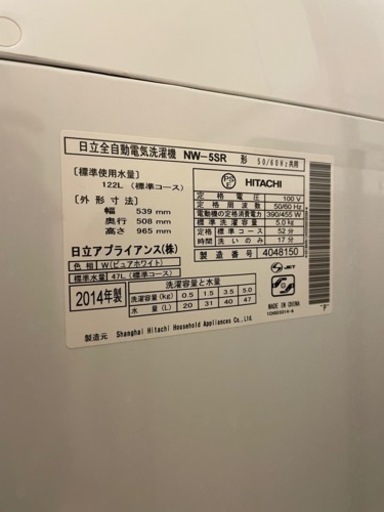 日立全自動電気洗濯機 NW-5SR 形 50/60Hz共用
〔標準使用水量〕
122L (標準コース)
〔外形寸法〕
幅 539 mm
奥行 508 mm
高さ 965 mm
日立アプライアンス(株)
色相 W(ピュアホワイト)
標準水量 47L (標準コース)
2014年製
PS E
HITACHI
定格電圧 100 V
定格周波数 50/60 Hz
電動機の定格消費電力 390/455 W
標準洗濯容量 5.0kg
標準コース 52分
洗いのみ 17分
製造番号 4048150
洗濯容量と水量
洗濯容量(kg) 0.5 1.5 3.5 5.0
水量(L) 20 31 40 47
JET
MADE IN CHINA
製造元 Shanghai Hitachi Household Appliances Co., Ltd.